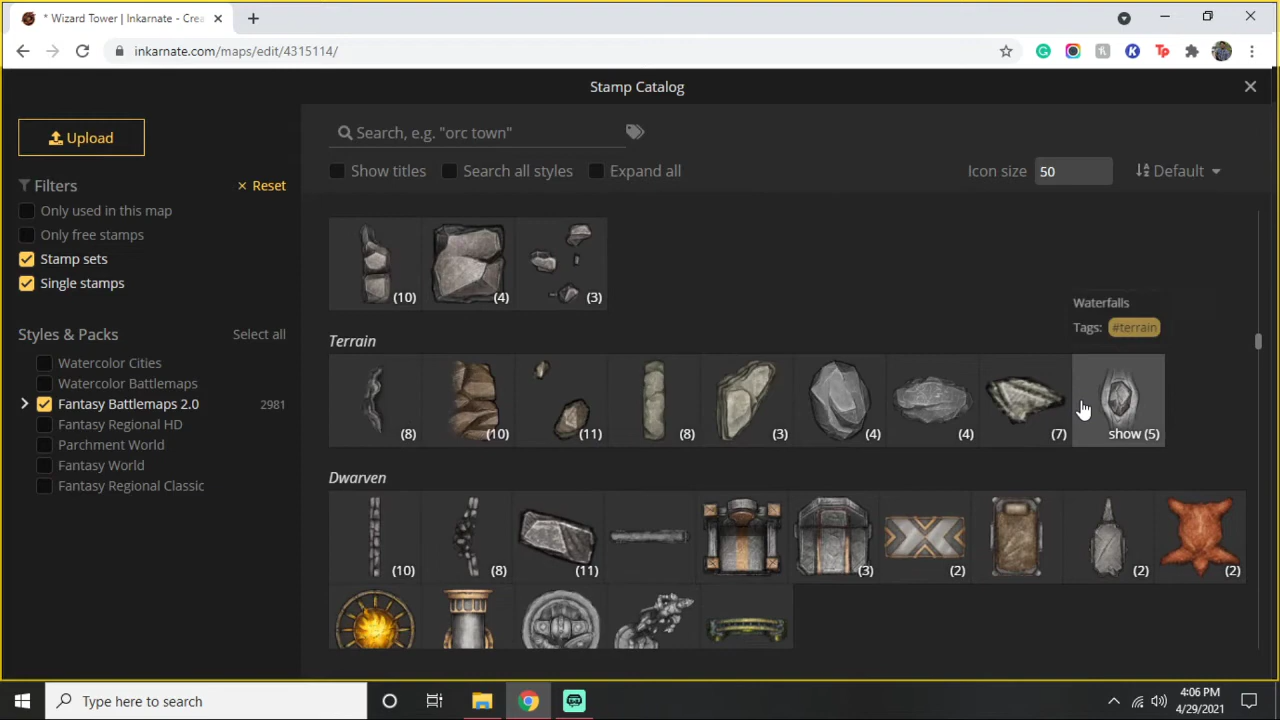 * Wizard Tower | Inkarnate - Crea
inkarnate.com/maps/edit/4315114/
Stamp Catalog
Upload
Search, e.g. "orc town"
Show titles
Search all styles
Expand all
Icon size
50
Default
Filters
Reset
Only used in this map
Only free stamps
Stamp sets
Single stamps
Styles & Packs
Select all
Watercolor Cities
Watercolor Battlemaps
Fantasy Battlemaps 2.0
2981
Fantasy Regional HD
Parchment World
Fantasy World
Fantasy Regional Classic
(10)
(4)
(3)
Waterfalls
Tags: #terrain
Terrain
(8)
(10)
(11)
(8)
(3)
(4)
(4)
(7)
show (5)
Dwarven
(10)
(8)
(11)
(3)
(2)
(2)
(2)
Type here to search
4:06 PM
4/29/2021